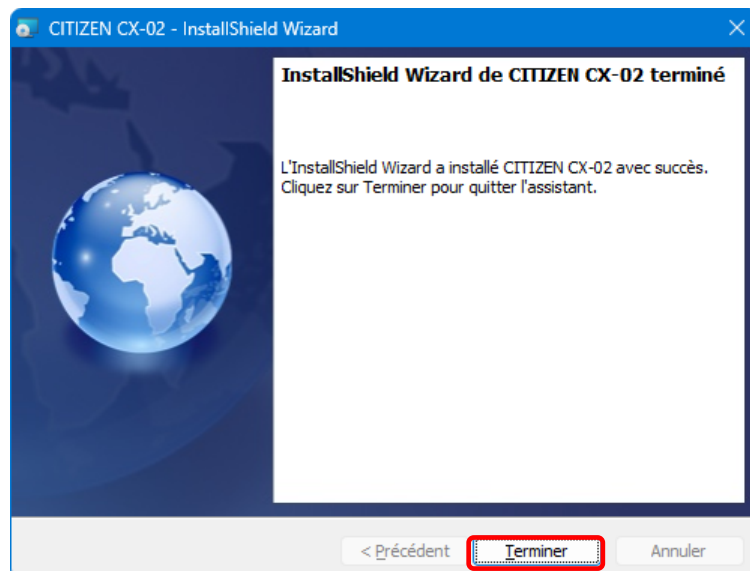 CITIZEN CX-02 - InstallShield Wizard
InstallShield Wizard de CITIZEN CX-02 terminé
L'InstallShield Wizard a installé CITIZEN CX-02 avec succès.
Cliquez sur Terminer pour quitter l'assistant.
< Précédent Terminer Annuler